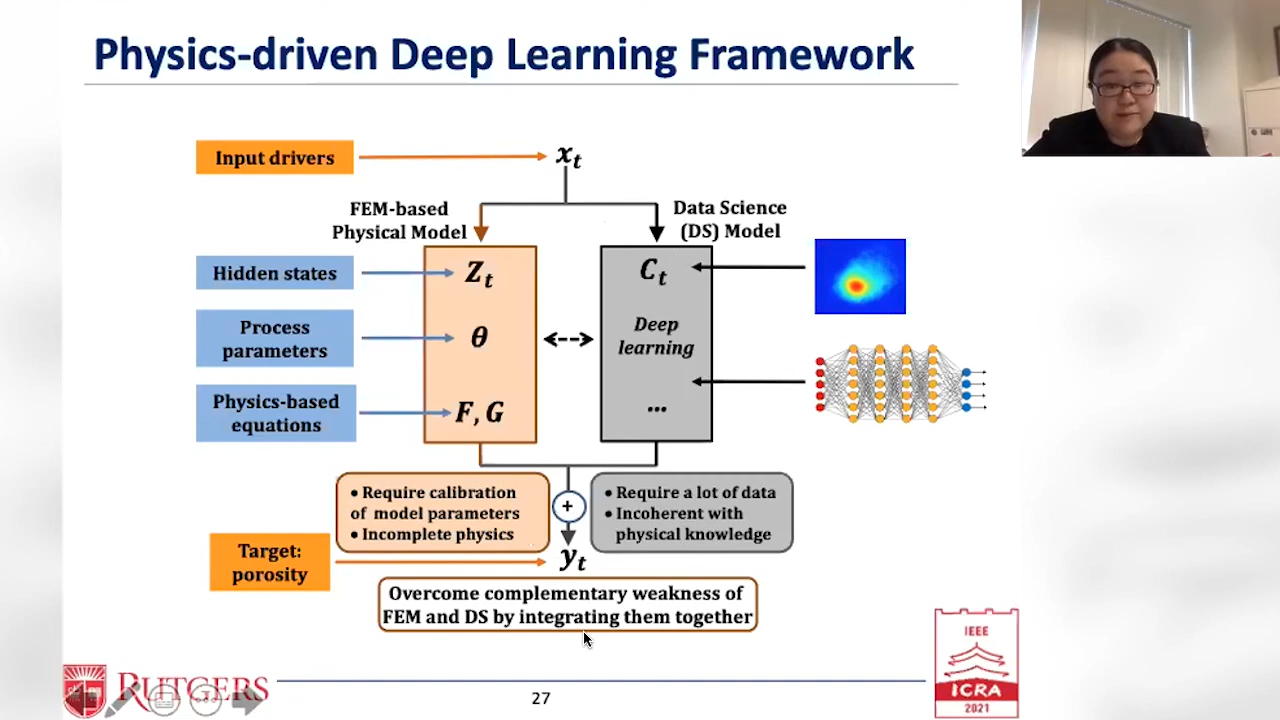 Physics-driven Deep Learning Framework
Input drivers
x_t
FEM-based
Physical Model
Data Science
(DS) Model
Hidden states
Z_t
C_t
Process
parameters
θ
Deep
learning
Physics-based
equations
F, G
...
• Require calibration
of model parameters
• Incomplete physics
+
• Require a lot of data
• Incoherent with
physical knowledge
Target:
porosity
y_t
Overcome complementary weakness of
FEM and DS by integrating them together
RUTGERS
27
IEEE
ICRA
2021